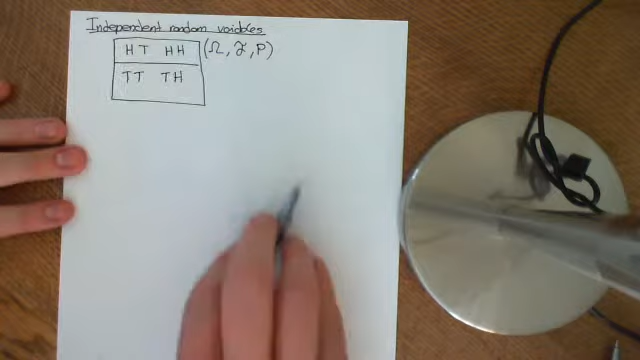 Independent random variables
HT HH (Ω, ℱ, P)
TT TH